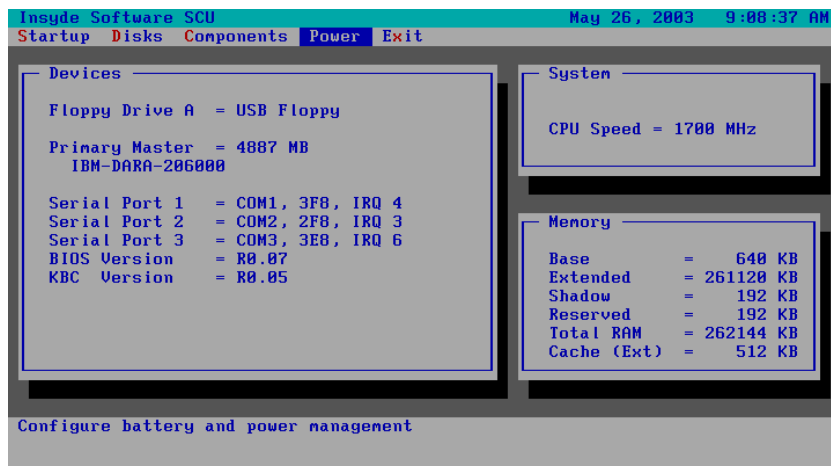 Insyde Software SCU May 26, 2003 9:08:37 AM
Startup Disks Components Power Exit
Devices
Floppy Drive A = USB Floppy
Primary Master = 4887 MB
IBM-DARA-206000
Serial Port 1 = COM1, 3F8, IRQ 4
Serial Port 2 = COM2, 2F8, IRQ 3
Serial Port 3 = COM3, 3E8, IRQ 6
BIOS Version = R0.07
KBC Version = R0.05
System
CPU Speed = 1700 MHz
Memory
Base = 640 KB
Extended = 261120 KB
Shadow = 192 KB
Reserved = 192 KB
Total RAM = 262144 KB
Cache (Ext) = 512 KB
Configure battery and power management